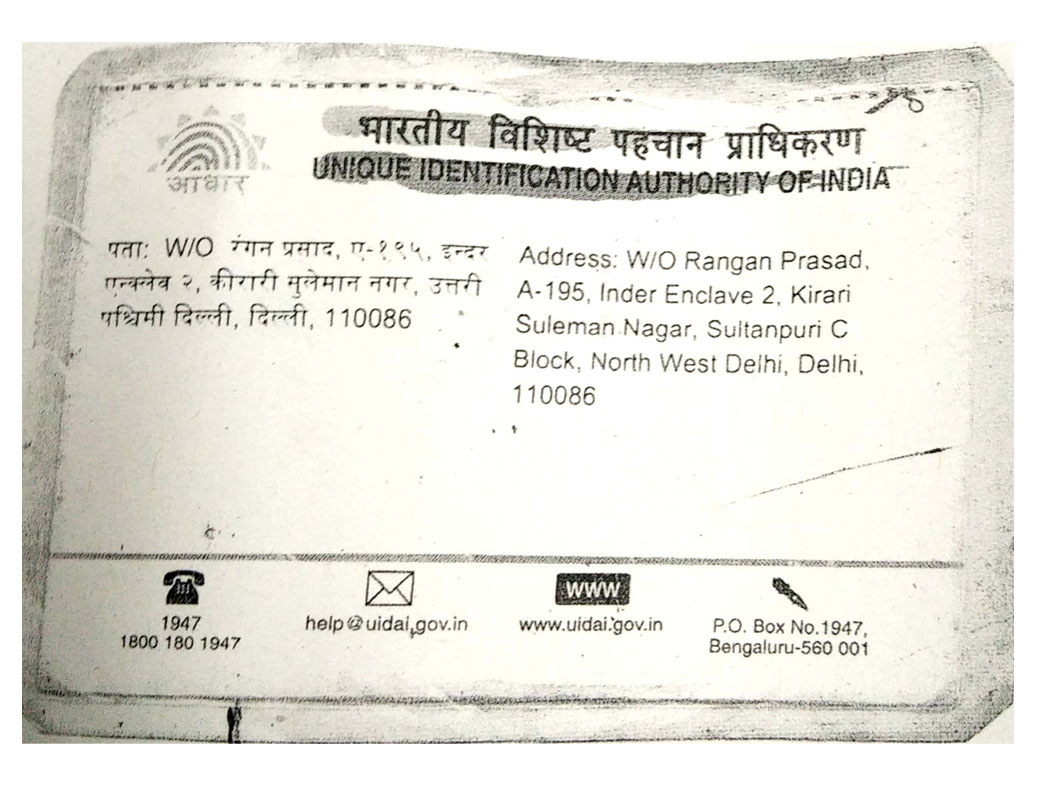 आधार
भारतीय विशिष्ट पहचान प्राधिकरण
UNIQUE IDENTIFICATION AUTHORITY OF INDIA
पता: W/O रंगन प्रसाद, ए-१९५, इन्दर
एन्क्लेव २, कीरारी सुलेमान नगर, उत्तरी
पश्चिमी दिल्ली, दिल्ली, 110086
Address: W/O Rangan Prasad,
A-195, Inder Enclave 2, Kirari
Suleman Nagar, Sultanpuri C
Block, North West Delhi, Delhi,
110086
1947
1800 180 1947
help@uidai.gov.in
WWW
www.uidai.gov.in
P.O. Box No.1947,
Bengaluru-560 001